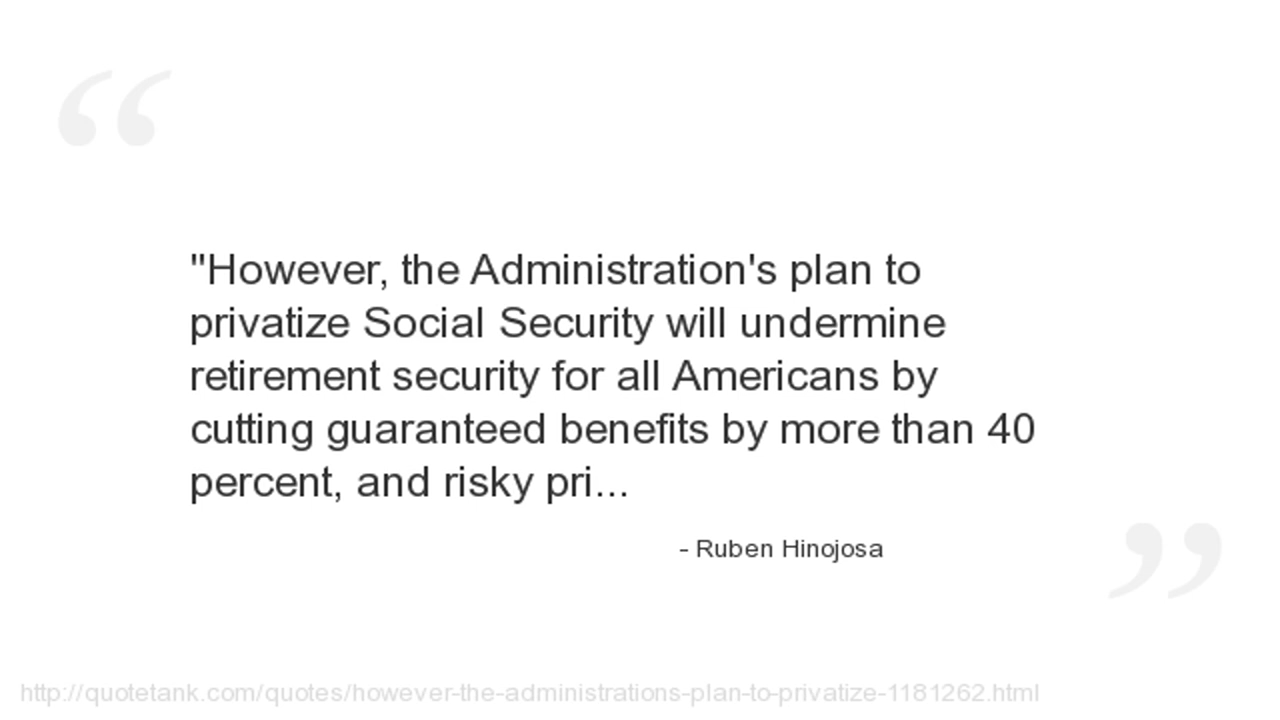 "However, the Administration's plan to
privatize Social Security will undermine
retirement security for all Americans by
cutting guaranteed benefits by more than 40
percent, and risky pri...
- Ruben Hinojosa
http://quotetank.com/quotes/however-the-administrations-plan-to-privatize-1181262.html